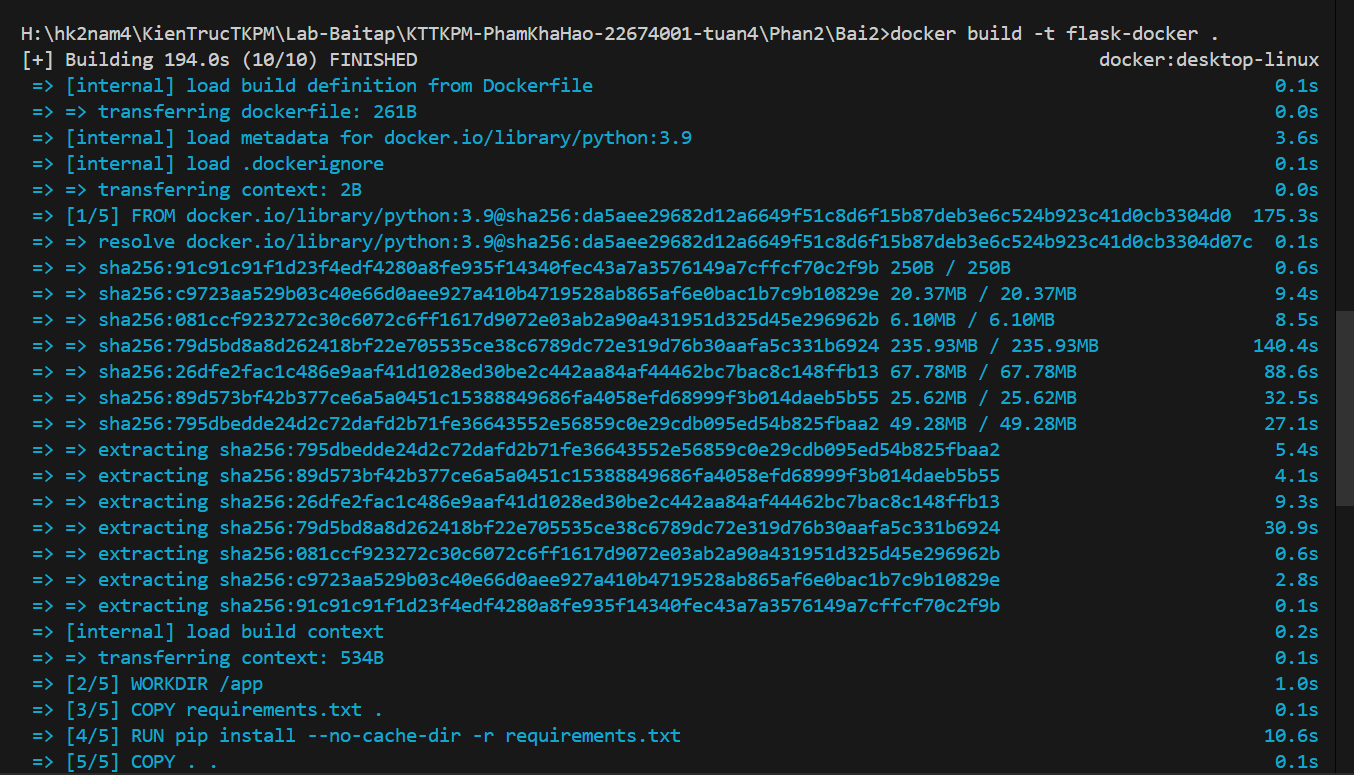 H:\hk2nam4\KienTrucTKPM\Lab-Baitap\KTTKPM-PhamKhaHao-22674001-tuan4\Phan2\Bai2>docker build -t flask-docker .
[+] Building 194.0s (10/10) FINISHED docker:desktop-linux
=> [internal] load build definition from Dockerfile 0.1s
=> => transferring dockerfile: 261B 0.0s
=> [internal] load metadata for docker.io/library/python:3.9 3.6s
=> [internal] load .dockerignore 0.1s
=> => transferring context: 2B 0.0s
=> [1/5] FROM docker.io/library/python:3.9@sha256:da5aee29682d12a6649f51c8d6f15b87deb3e6c524b923c41d0cb3304d0 175.3s
=> => resolve docker.io/library/python:3.9@sha256:da5aee29682d12a6649f51c8d6f15b87deb3e6c524b923c41d0cb3304d07c 0.1s
=> => sha256:91c91c91f1d23f4edf4280a8fe935f14340fec43a7a3576149a7cffcf70c2f9b 250B / 250B 0.6s
=> => sha256:c9723aa529b03c40e66d0aee927a410b4719528ab865af6e0bac1b7c9b10829e 20.37MB / 20.37MB 9.4s
=> => sha256:081ccf923272c30c6072c6ff1617d9072e03ab2a90a431951d325d45e296962b 6.10MB / 6.10MB 8.5s
=> => sha256:79d5bd8a8d262418bf22e705535ce38c6789dc72e319d76b30aafa5c331b6924 235.93MB / 235.93MB 140.4s
=> => sha256:26dfe2fac1c486e9aaf41d1028ed30be2c442aa84af44462bc7bac8c148ffb13 67.78MB / 67.78MB 88.6s
=> => sha256:89d573bf42b377ce6a5a0451c15388849686fa4058efd68999f3b014daeb5b55 25.62MB / 25.62MB 32.5s
=> => sha256:795dbedde24d2c72dafd2b71fe36643552e56859c0e29cdb095ed54b825fbaa2 49.28MB / 49.28MB 27.1s
=> => extracting sha256:795dbedde24d2c72dafd2b71fe36643552e56859c0e29cdb095ed54b825fbaa2 5.4s
=> => extracting sha256:89d573bf42b377ce6a5a0451c15388849686fa4058efd68999f3b014daeb5b55 4.1s
=> => extracting sha256:26dfe2fac1c486e9aaf41d1028ed30be2c442aa84af44462bc7bac8c148ffb13 9.3s
=> => extracting sha256:79d5bd8a8d262418bf22e705535ce38c6789dc72e319d76b30aafa5c331b6924 30.9s
=> => extracting sha256:081ccf923272c30c6072c6ff1617d9072e03ab2a90a431951d325d45e296962b 0.6s
=> => extracting sha256:c9723aa529b03c40e66d0aee927a410b4719528ab865af6e0bac1b7c9b10829e 2.8s
=> => extracting sha256:91c91c91f1d23f4edf4280a8fe935f14340fec43a7a3576149a7cffcf70c2f9b 0.1s
=> [internal] load build context 0.2s
=> => transferring context: 534B 0.1s
=> [2/5] WORKDIR /app 1.0s
=> [3/5] COPY requirements.txt . 0.1s
=> [4/5] RUN pip install --no-cache-dir -r requirements.txt 10.6s
=> [5/5] COPY . . 0.1s